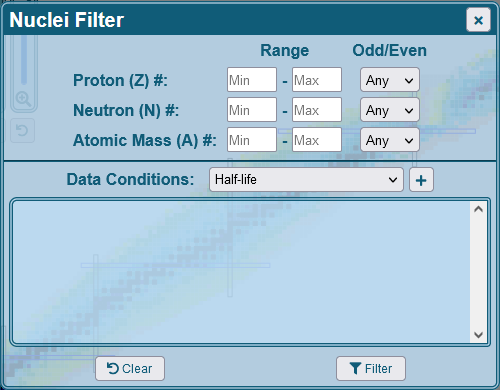 Nuclei Filter
Range Odd/Even
Proton (Z) #: Min - Max Any
Neutron (N) #: Min - Max Any
Atomic Mass (A) #: Min - Max Any
Data Conditions: Half-life +
Clear Filter